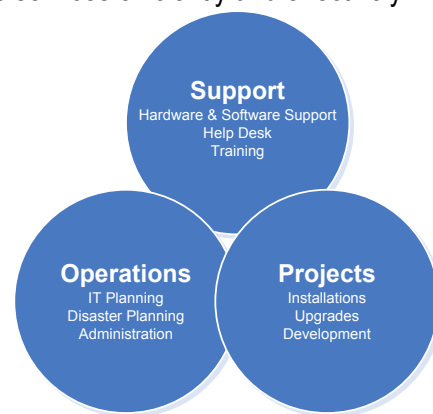 Support
Hardware & Software Support
Help Desk
Training
Operations
IT Planning
Disaster Planning
Administration
Projects
Installations
Upgrades
Development